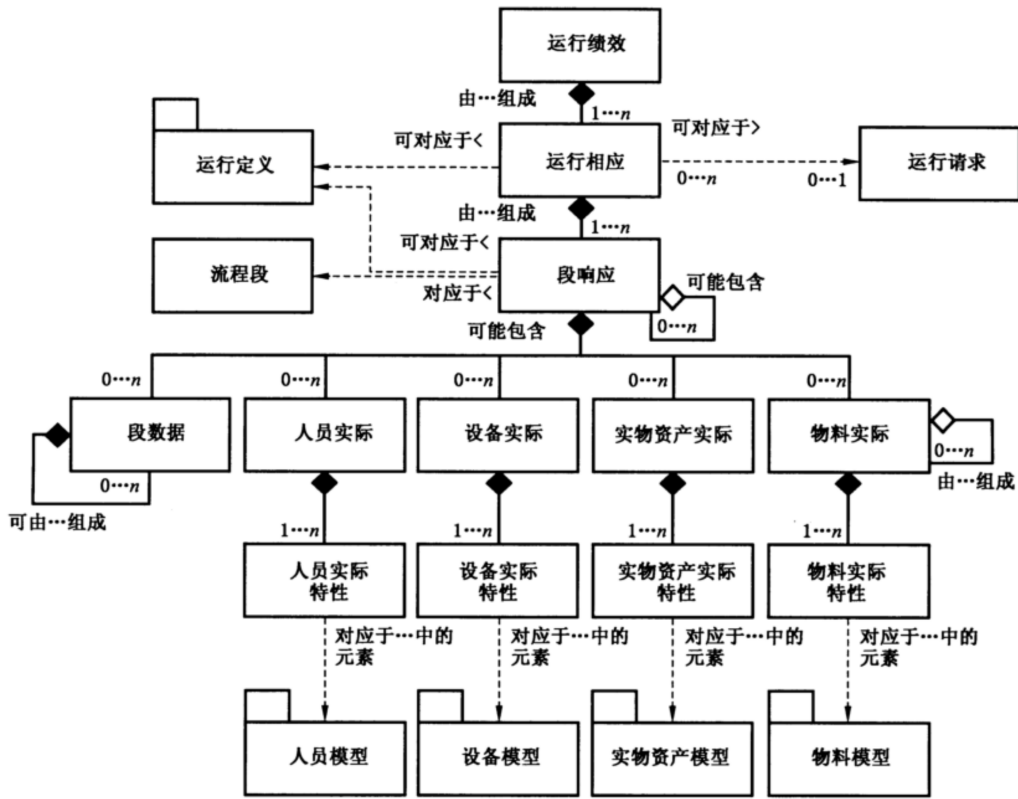 运行绩效
由…组成
1…n
可对应于<
可对应于>
运行定义
运行相应
运行请求
0…n
0…1
由…组成
1…n
可对应于<
流程段
段响应
对应于<
可能包含
0…n
可能包含
0…n
0…n
0…n
0…n
0…n
段数据
人员实际
设备实际
实物资产实际
物料实际
0…n
0…n
可由…组成
由…组成
1…n
1…n
1…n
1…n
人员实际
特性
设备实际
特性
实物资产实际
特性
物料实际
特性
对应于…中的
元素
对应于…中的
元素
对应于…中的
元素
对应于…中的
元素
人员模型
设备模型
实物资产模型
物料模型